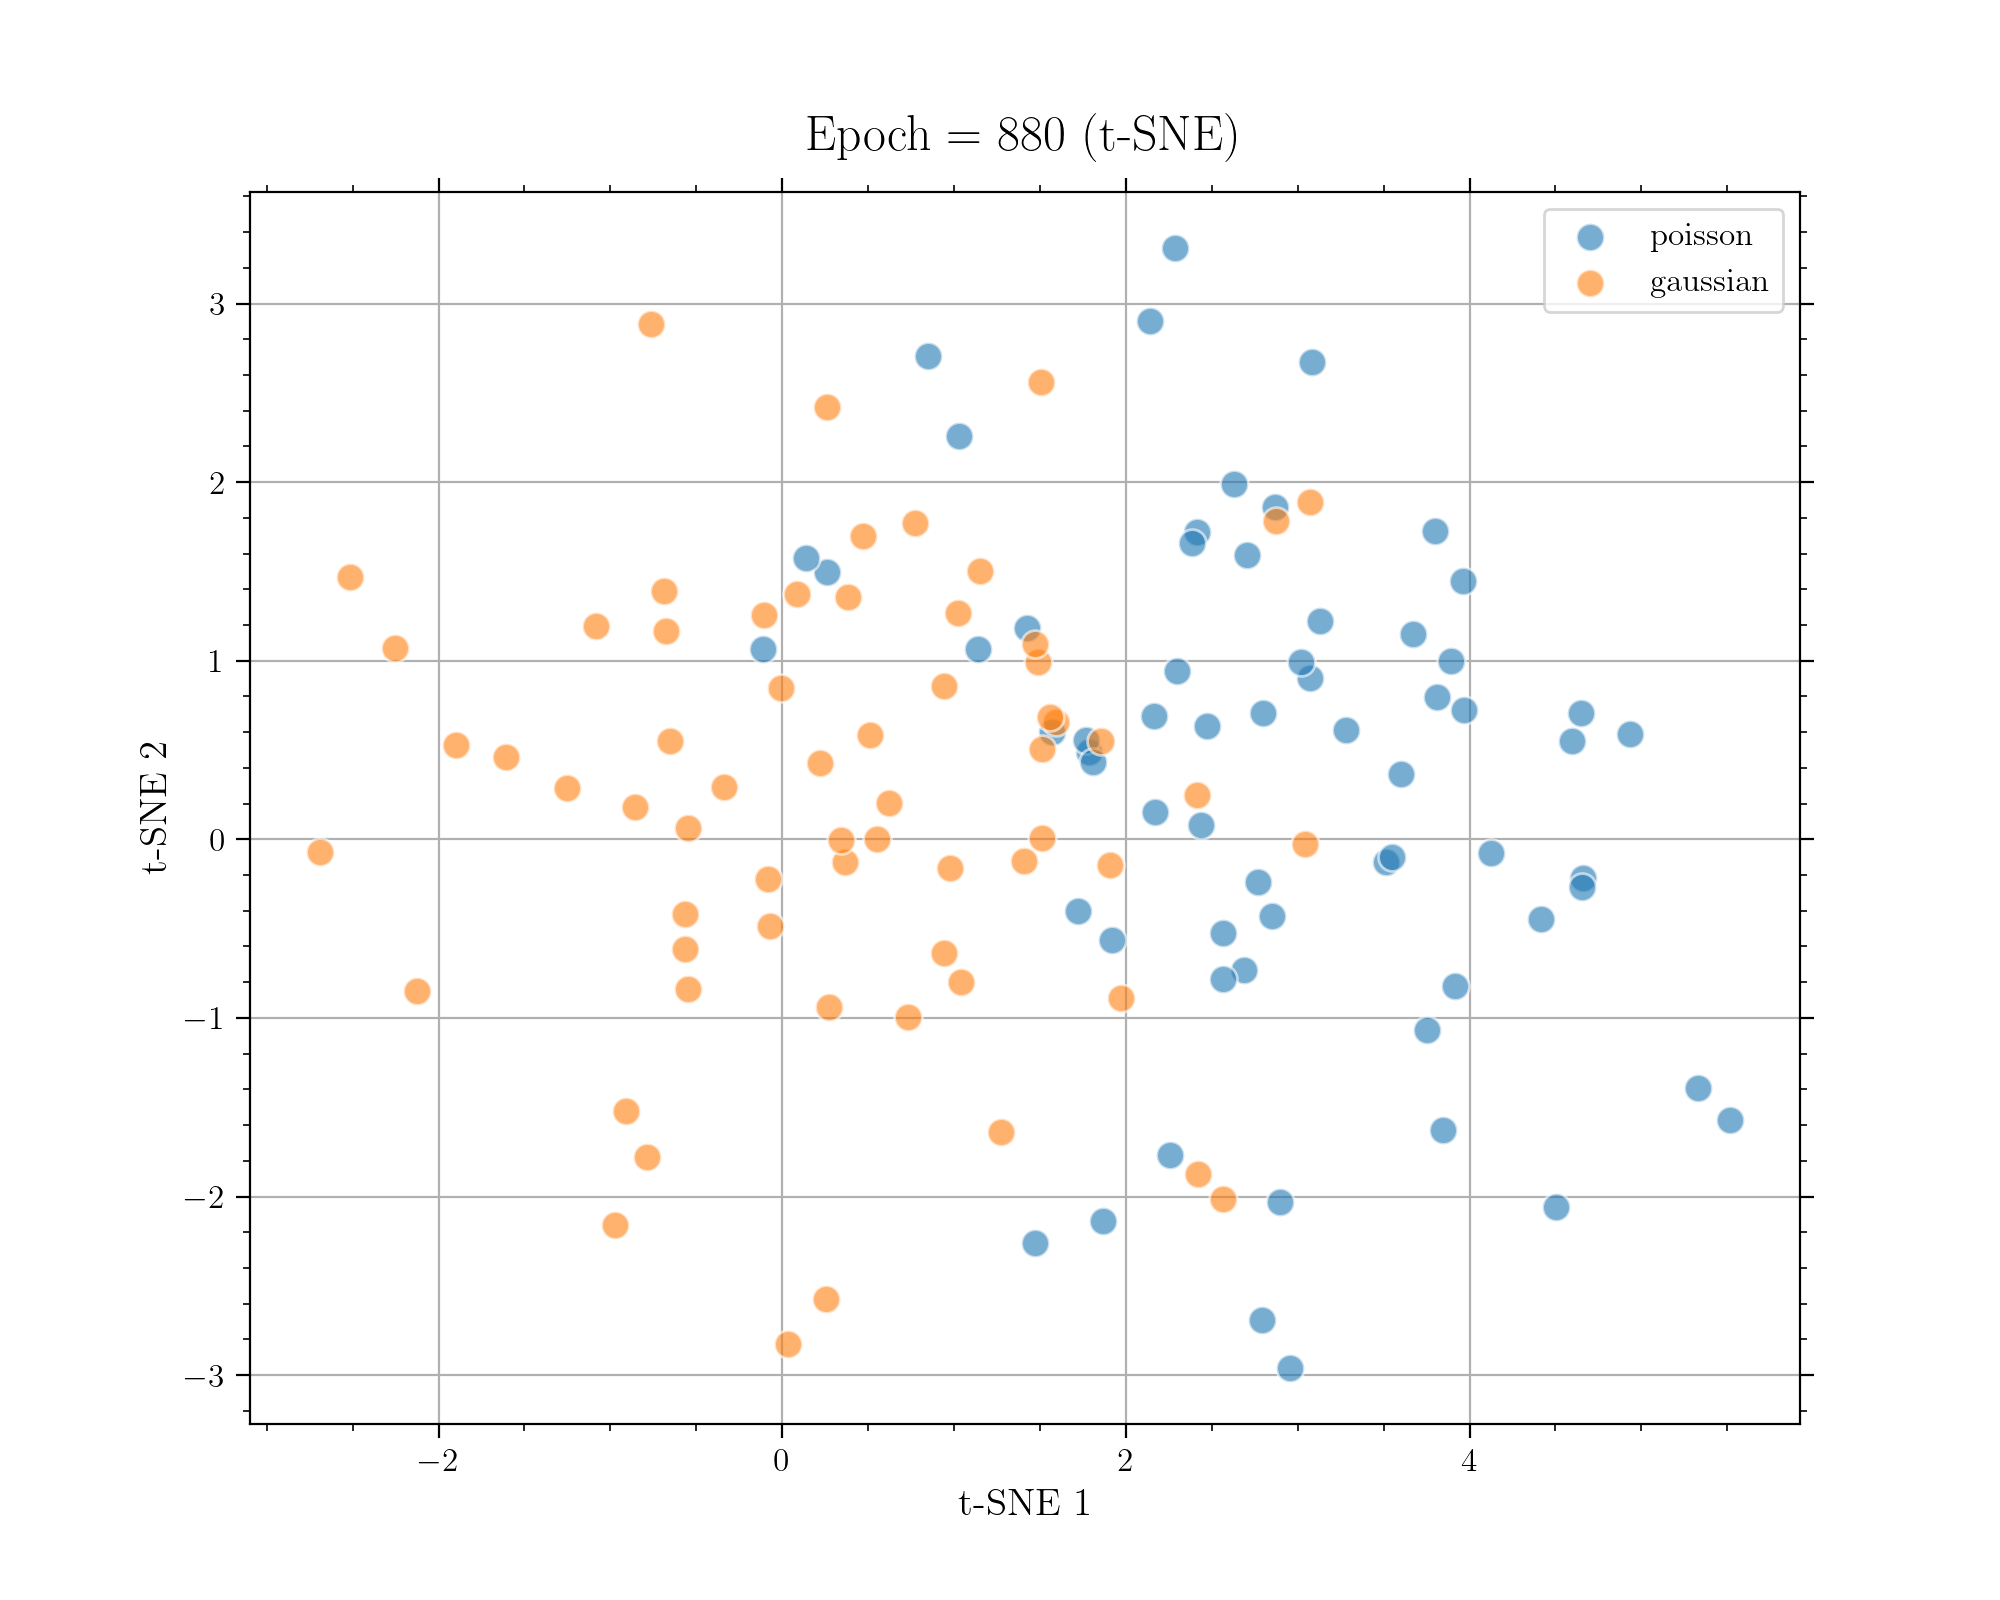 Epoch = 880 (t-SNE)
poisson
gaussian
3
2
1
0
−1
−2
−3
t-SNE 2
−2 0 2 4
t-SNE 1